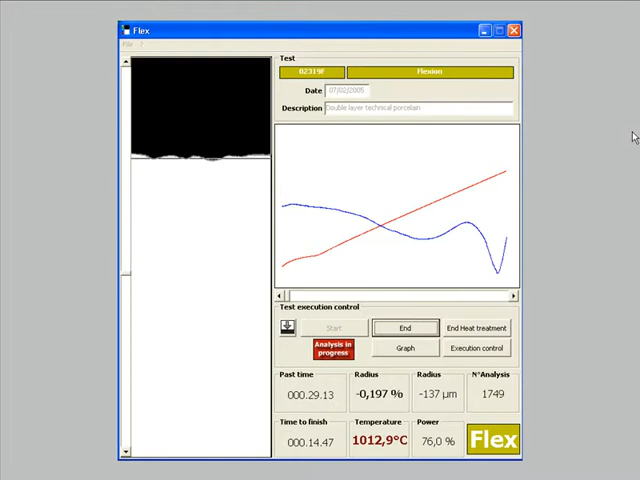 Flex
File ?
Test
02319F Flexion
Date 07/02/2005
Description Double layer technical porcelain
Test execution control
Start End End Heat treatment
Analysis in
progress
Graph Execution control
Past time Radius Radius N°Analysis
000.29.13 -0,197 % -137 µm 1749
Time to finish Temperature Power
000.14.47 1012,9°C 76,0 % Flex